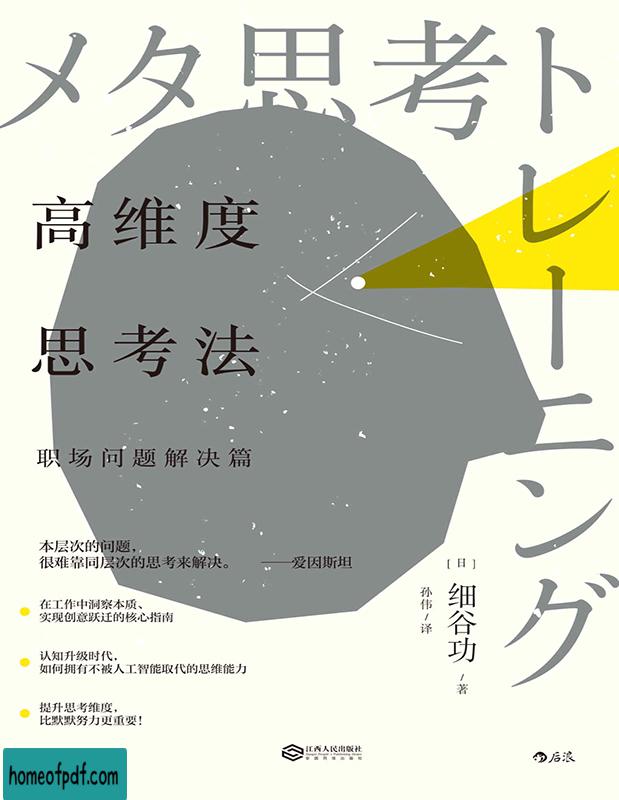 メタ思考トレーニング
高维度
思考法
职场问题解决篇
本层次的问题，
很难靠同层次的思考来解决。 ——爱因斯坦
在工作中洞察本质、
实现创意跃迁的核心指南
认知升级时代，
如何拥有不被人工智能取代的思维能力
提升思考维度，
比默默努力更重要！
［日］
细谷功／著
孙伟／译
江西人民出版社
后浪
homeofpdf.com